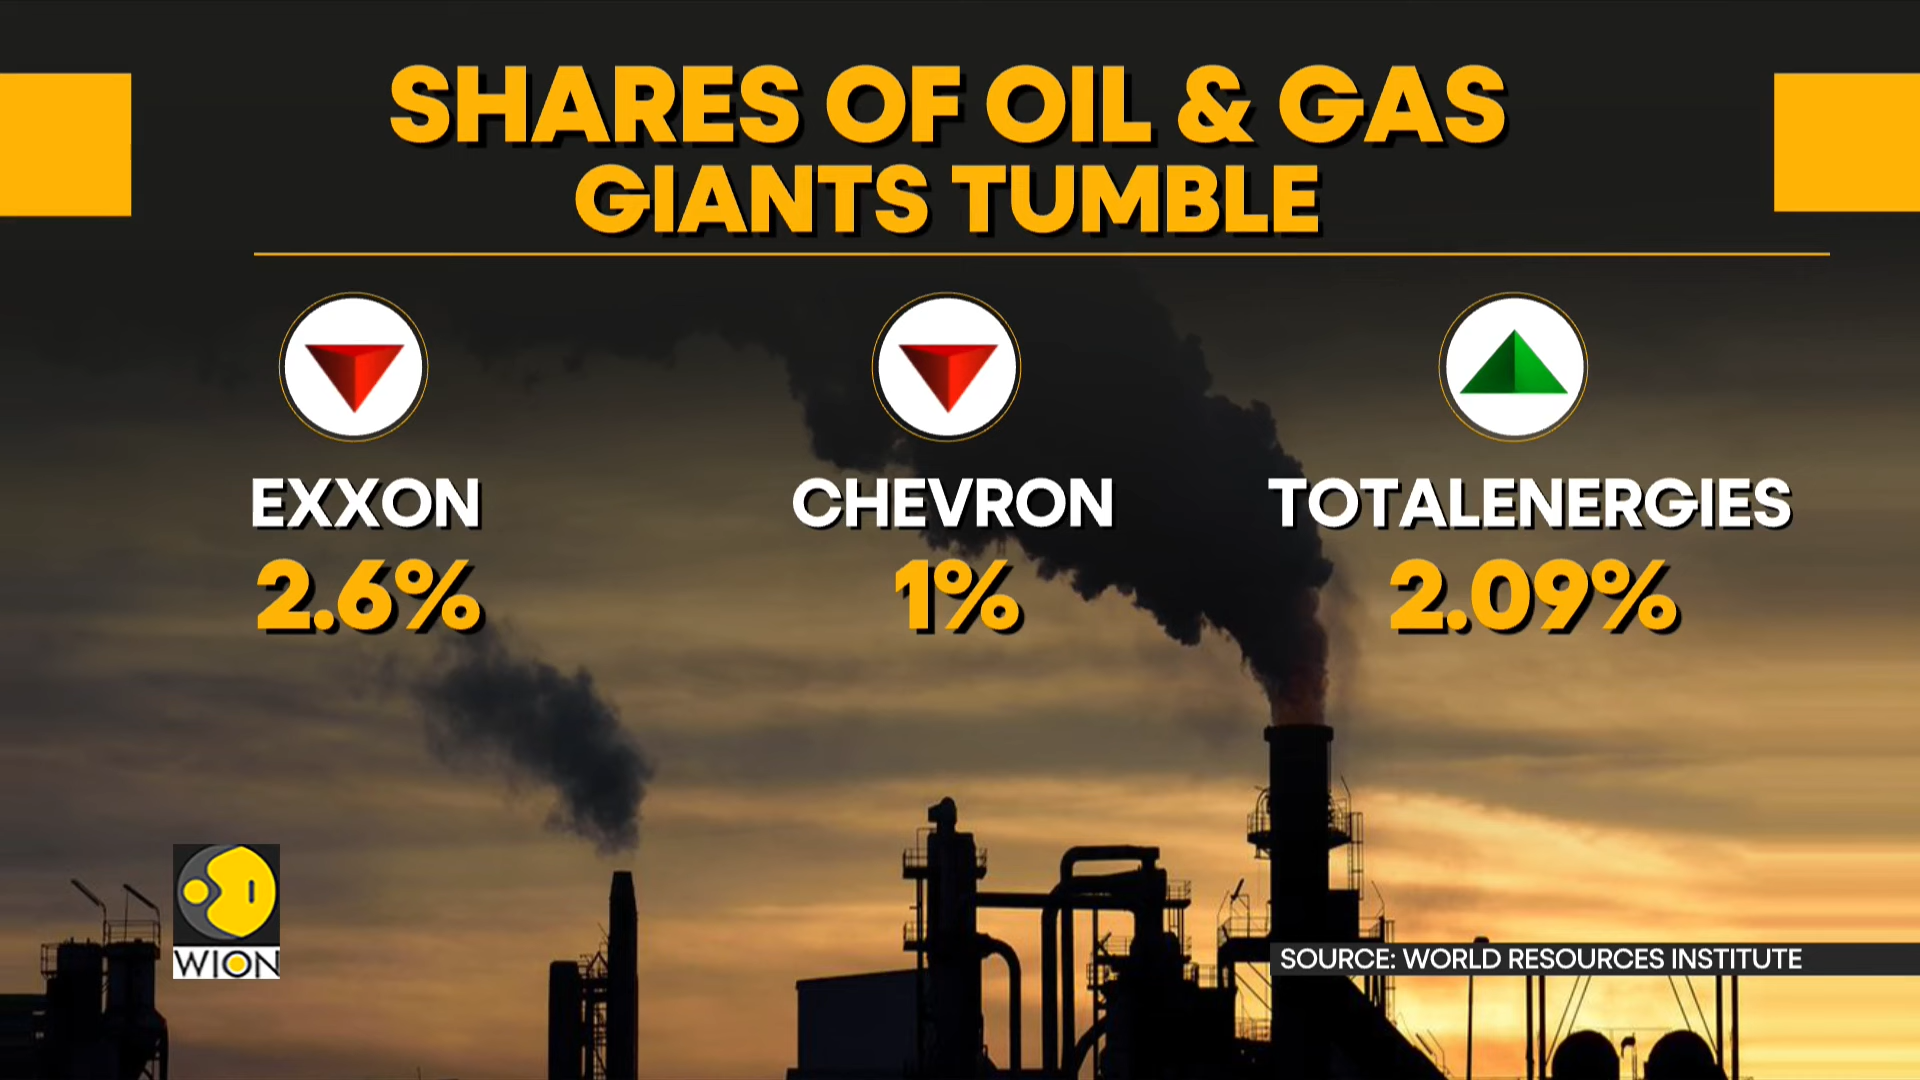 SHARES OF OIL & GAS
GIANTS TUMBLE
EXXON
2.6%
CHEVRON
1%
TOTALENERGIES
2.09%
WION
SOURCE: WORLD RESOURCES INSTITUTE